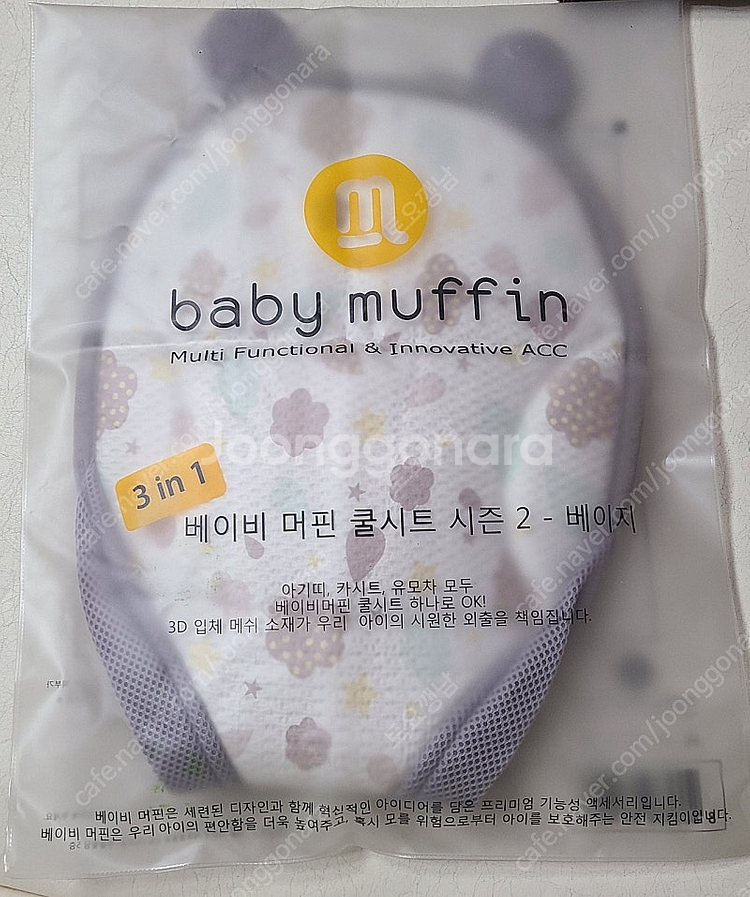 baby muffin
Multi Functional & Innovative ACC
Joonggonara
3 in 1
베이비 머핀 쿨시트 시즌 2 - 베이지
아기띠, 카시트, 유모차 모두
베이비머핀 쿨시트 하나로 OK!
3D 입체 메쉬 소재가 우리 아이의 시원한 외출을 책임집니다.
베이비 머핀은 세련된 디자인과 함께 혁신적인 아이디어를 담은 프리미엄 기능성 액세서리입니다.
베이비 머핀은 우리 아이의 편안함을 더욱 높여주고, 혹시 모를 위험으로부터 아이를 보호해주는 안전 지킴이입니다.
cafe.naver.com/joonggonara